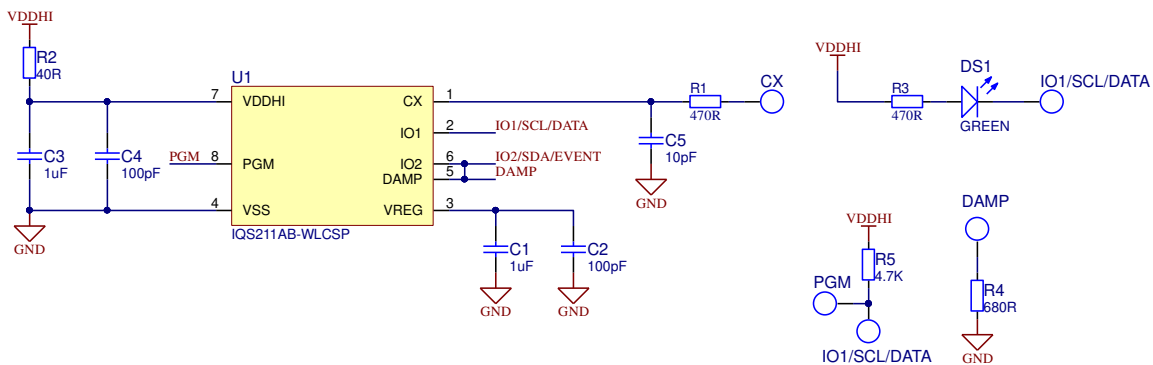 VDDHI
R2
40R
U1
7
VDDHI
CX
1
R1
470R
CX
IO1
2
IO1/SCL/DATA
C3
1uF
C4
100pF
PGM
8
PGM
IO2
6
IO2/SDA/EVENT
DAMP
5
DAMP
C5
10pF
GND
4
VSS
VREG
3
IQS211AB-WLCSP
GND
C1
1uF
C2
100pF
GND
GND
VDDHI
R3
470R
DS1
GREEN
IO1/SCL/DATA
VDDHI
R5
4.7K
PGM
IO1/SCL/DATA
DAMP
R4
680R
GND